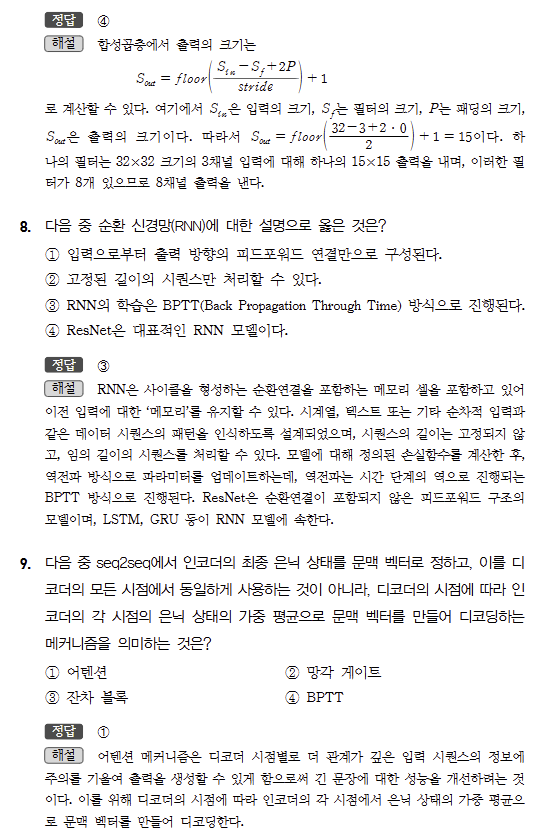 정답 ④
해설 합성곱층에서 출력의 크기는
S_out = floor((S_in − S_f + 2P) / stride) + 1
로 계산할 수 있다. 여기에서 S_in은 입력의 크기, S_f는 필터의 크기, P는 패딩의 크기,
S_out은 출력의 크기이다. 따라서 S_out = floor((32−3+2·0) / 2) + 1 = 15이다. 하
나의 필터는 32×32 크기의 3채널 입력에 대해 하나의 15×15 출력을 내며, 이러한 필
터가 8개 있으므로 8채널 출력을 낸다.
8. 다음 중 순환 신경망(RNN)에 대한 설명으로 옳은 것은?
① 입력으로부터 출력 방향의 피드포워드 연결만으로 구성된다.
② 고정된 길이의 시퀀스만 처리할 수 있다.
③ RNN의 학습은 BPTT(Back Propagation Through Time) 방식으로 진행된다.
④ ResNet은 대표적인 RNN 모델이다.
정답 ③
해설 RNN은 사이클을 형성하는 순환연결을 포함하는 메모리 셀을 포함하고 있어
이전 입력에 대한 ‘메모리’를 유지할 수 있다. 시계열, 텍스트 또는 기타 순차적 입력과
같은 데이터 시퀀스의 패턴을 인식하도록 설계되었으며, 시퀀스의 길이는 고정되지 않
고, 임의 길이의 시퀀스를 처리할 수 있다. 모델에 대해 정의된 손실함수를 계산한 후,
역전파 방식으로 파라미터를 업데이트하는데, 역전파는 시간 단계의 역으로 진행되는
BPTT 방식으로 진행된다. ResNet은 순환연결이 포함되지 않은 피드포워드 구조의
모델이며, LSTM, GRU 등이 RNN 모델에 속한다.
9. 다음 중 seq2seq에서 인코더의 최종 은닉 상태를 문맥 벡터로 정하고, 이를 디
코더의 모든 시점에서 동일하게 사용하는 것이 아니라, 디코더의 시점에 따라 인
코더의 각 시점의 은닉 상태의 가중 평균으로 문맥 벡터를 만들어 디코딩하는
메커니즘을 의미하는 것은?
① 어텐션 ② 망각 게이트
③ 잔차 블록 ④ BPTT
정답 ①
해설 어텐션 메커니즘은 디코더 시점별로 더 관계가 깊은 입력 시퀀스의 정보에
주의를 기울여 출력을 생성할 수 있게 함으로써 긴 문장에 대한 성능을 개선하려는 것
이다. 이를 위해 디코더의 시점에 따라 인코더의 각 시점에서 은닉 상태의 가중 평균으
로 문맥 벡터를 만들어 디코딩한다.